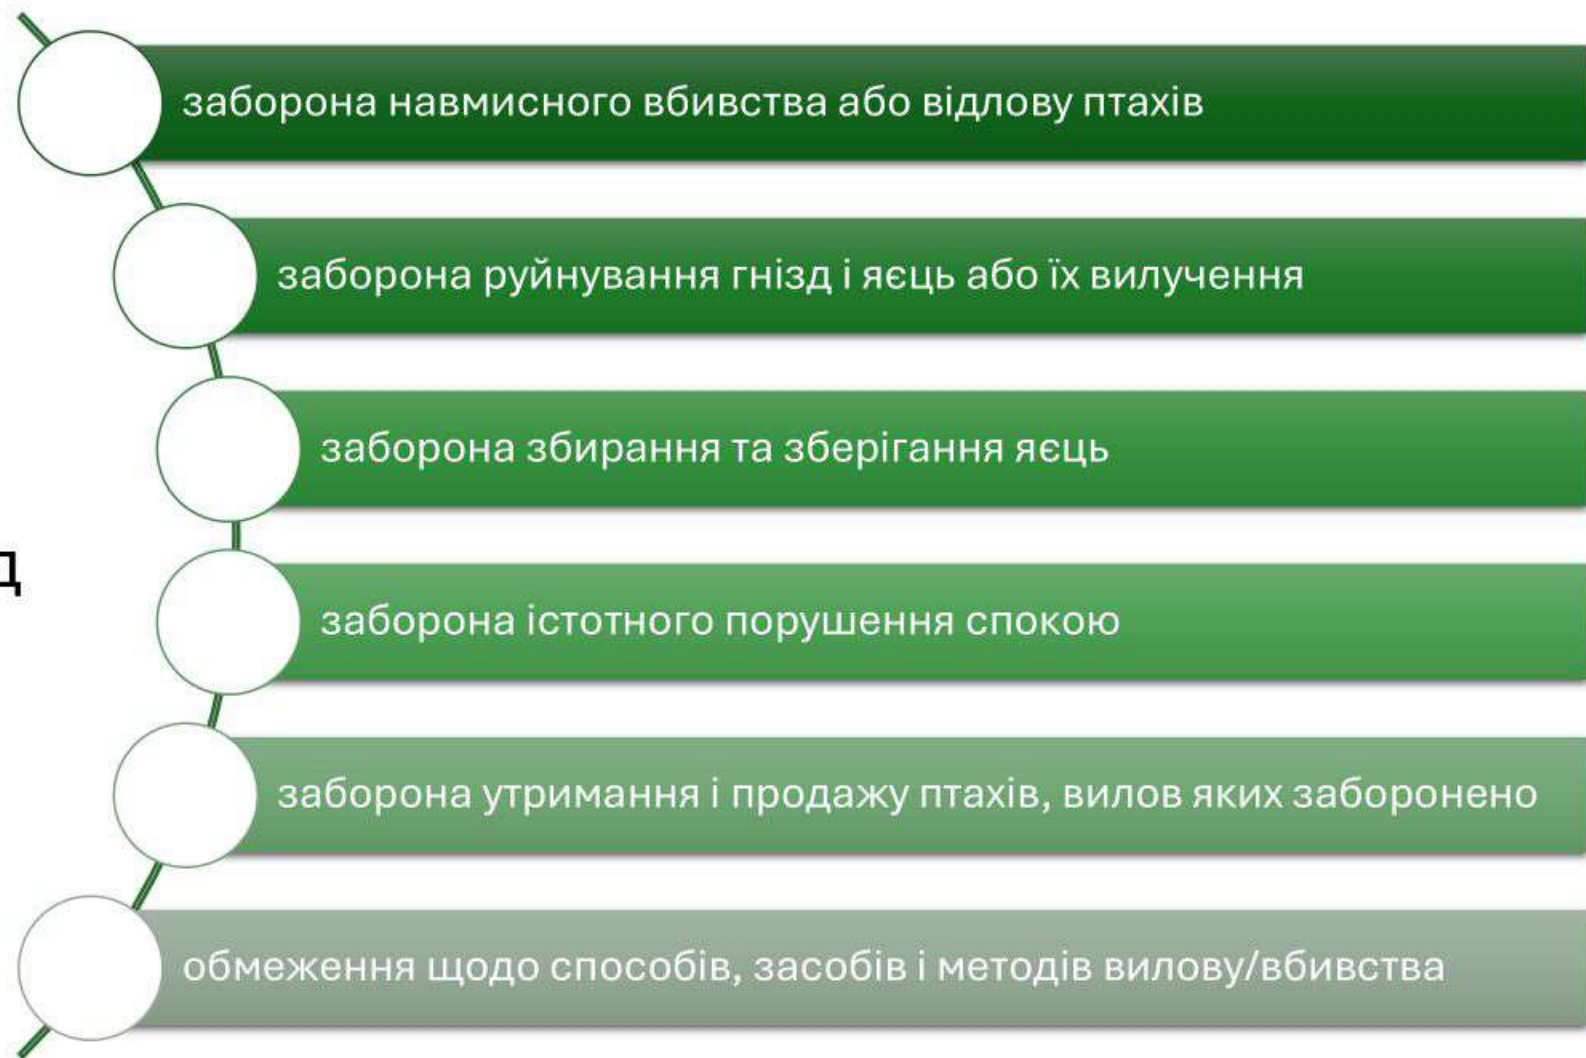 заборона навмисного вбивства або відлову птахів
заборона руйнування гнізд і яєць або їх вилучення
заборона збирання та зберігання яєць
д
заборона істотного порушення спокою
заборона утримання і продажу птахів, вилов яких заборонено
обмеження щодо способів, засобів і методів вилову/вбивства